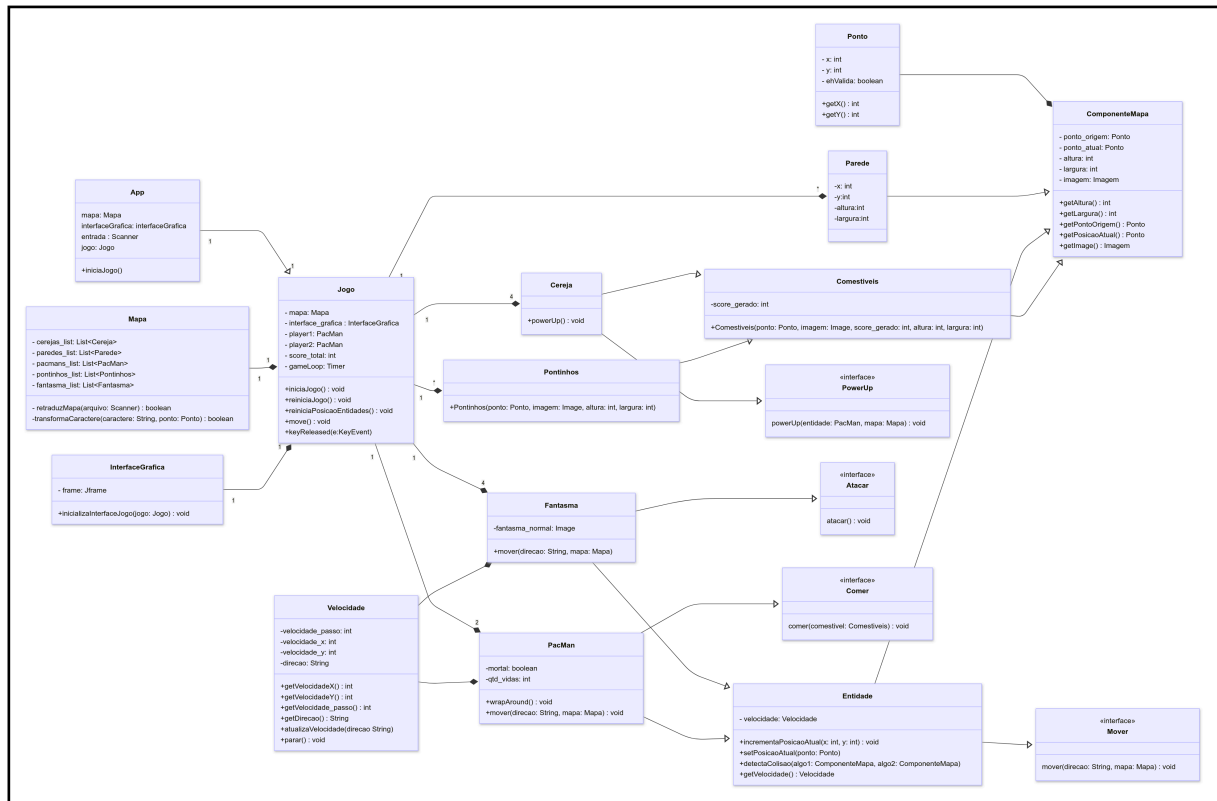 Ponto
- x: int
- y: int
- ehValida: boolean
+getX() : int
+getY() : int
ComponenteMapa
- ponto_origem: Ponto
- ponto_atual: Ponto
- altura: int
- largura: int
- imagem: Imagem
+getAltura() : int
+getLargura() : int
+getPontoOrigem() : Ponto
+getPosicaoAtual() : Ponto
+getImage() : Imagem
Parede
-x: int
-y:int
-altura:int
-largura:int
*
App
mapa: Mapa
interfaceGrafica: interfaceGrafica
entrada : Scanner
jogo: Jogo
+iniciaJogo()
1
1
1
Jogo
- mapa: Mapa
- interface_grafica : InterfaceGrafica
- player1: PacMan
- player2: PacMan
- score_total: int
- gameLoop: Timer
+iniciaJogo() : void
+reiniciaJogo() : void
+reiniciaPosicaoEntidades() : void
+move() : void
+keyReleased(e:KeyEvent)
Cereja
+powerUp() : void
4
1
Comestiveis
-score_gerado: int
+Comestiveis(ponto: Ponto, imagem: Image, score_gerado: int, altura: int, largura: int)
Mapa
- cerejas_list: List<Cereja>
- paredes_list: List<Parede>
- pacmans_list: List<PacMan>
- pontinhos_list: List<Pontinhos>
- fantasma_list: List<Fantasma>
- retraduzMapa(arquivo: Scanner) : boolean
-transformaCaractere(caractere: String, ponto: Ponto) : boolean
1
1
Pontinhos
+Pontinhos(ponto: Ponto, imagem: Image, altura: int, largura: int)
*
1
«interface»
PowerUp
powerUp(entidade: PacMan, mapa: Mapa) : void
InterfaceGrafica
- frame: Jframe
+inicializaInterfaceJogo(jogo: Jogo) : void
1
1
1
1
4
Fantasma
-fantasma_normal: Image
+mover(direcao: String, mapa: Mapa)
«interface»
Atacar
atacar() : void
«interface»
Comer
comer(comestivel: Comestiveis) : void
Velocidade
-velocidade_passo: int
-velocidade_x: int
-velocidade_y: int
-direcao: String
+getVelocidadeX() : int
+getVelocidadeY() : int
+getVelocidade_passo() : int
+getDirecao() : String
+atualizaVelocidade(direcao String)
+parar() : void
2
PacMan
-mortal: boolean
-qtd_vidas: int
+wrapAround() : void
+mover(direcao: String, mapa: Mapa) : void
Entidade
- velocidade: Velocidade
+incrementaPosicaoAtual(x: int, y: int) : void
+setPosicaoAtual(ponto: Ponto)
+detectaColisao(algo1: ComponenteMapa, algo2: ComponenteMapa)
+getVelocidade() : Velocidade
«interface»
Mover
mover(direcao: String, mapa: Mapa) : void